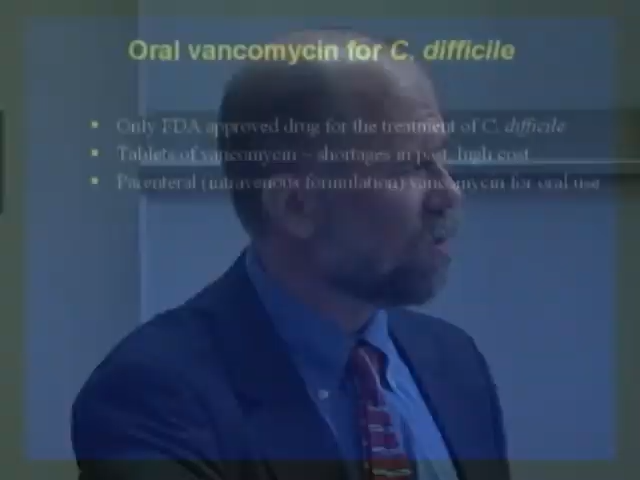 Oral vancomycin for C. difficile
Only FDA approved drug for the treatment of C. difficile
Tablets of vancomycin – shortages in past, high cost
Parenteral (intravenous formulation) vancomycin for oral use